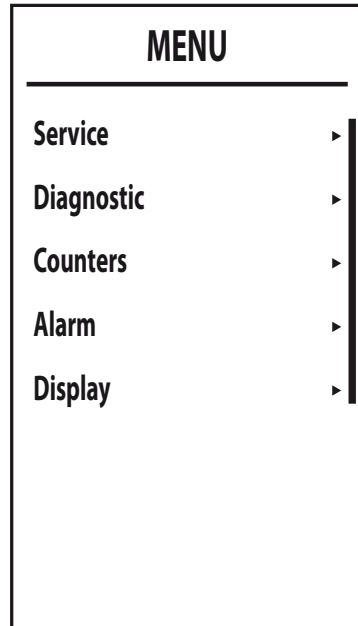 MENU
Service
Diagnostic
Counters
Alarm
Display